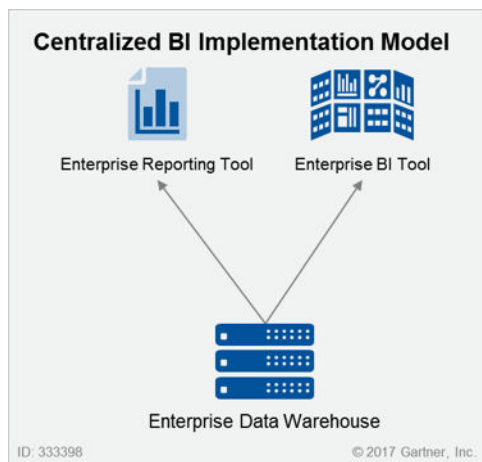 Centralized BI Implementation Model
Enterprise Reporting Tool
Enterprise BI Tool
Enterprise Data Warehouse
ID: 333398
© 2017 Gartner, Inc.